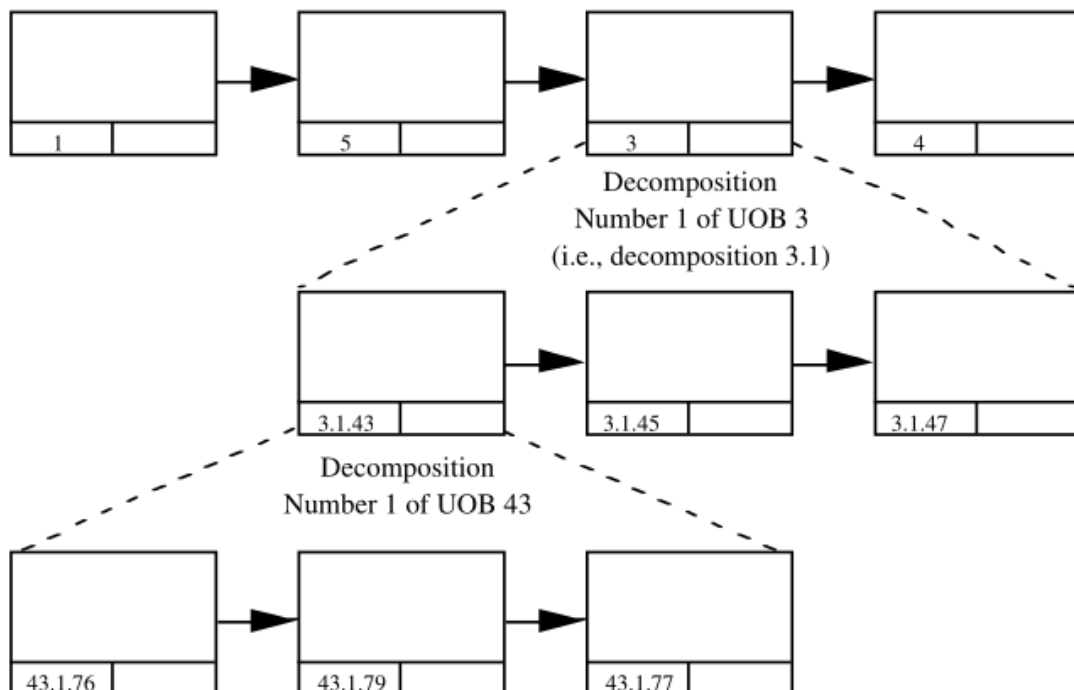 1
5
3
4
Decomposition
Number 1 of UOB 3
(i.e., decomposition 3.1)
3.1.43
3.1.45
3.1.47
Decomposition
Number 1 of UOB 43
43.1.76
43.1.79
43.1.77